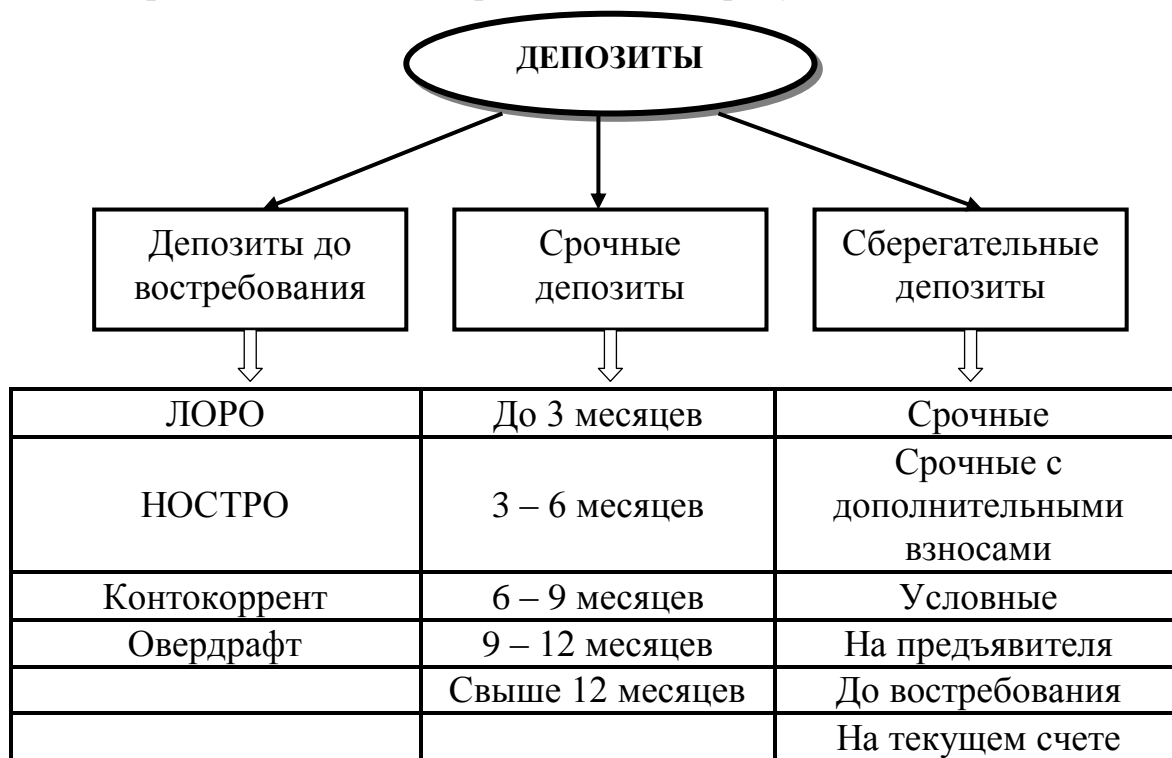 ДЕПОЗИТЫ
Депозиты до
востребования
Срочные
депозиты
Сберегательные
депозиты
ЛОРО
До 3 месяцев
Срочные
НОСТРО
3 – 6 месяцев
Срочные с
дополнительными
взносами
Контокоррент
6 – 9 месяцев
Условные
Овердрафт
9 – 12 месяцев
На предъявителя
Свыше 12 месяцев
До востребования
На текущем счете